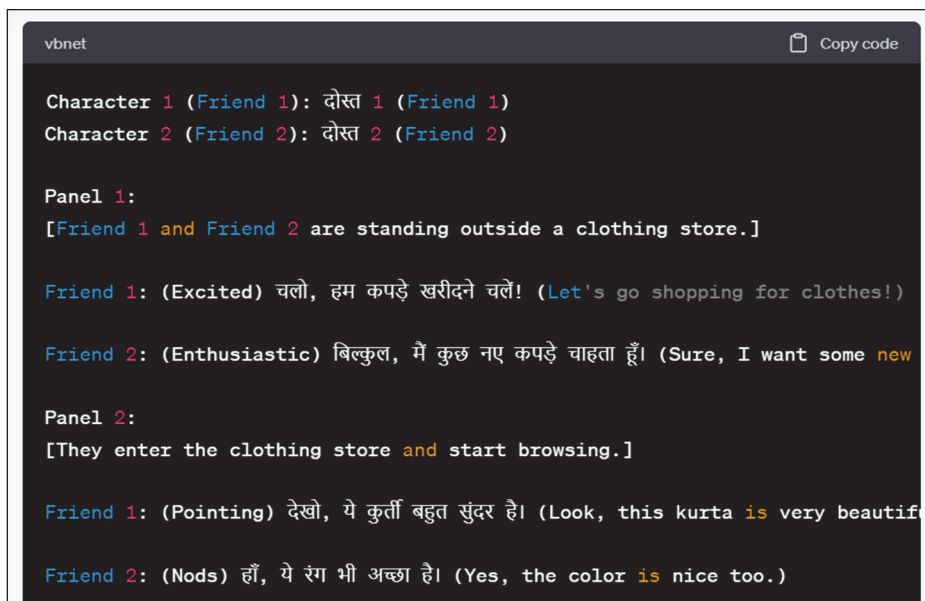 vbnet Copy code
Character 1 (Friend 1): दोस्त 1 (Friend 1)
Character 2 (Friend 2): दोस्त 2 (Friend 2)
Panel 1:
[Friend 1 and Friend 2 are standing outside a clothing store.]
Friend 1: (Excited) चलो, हम कपड़े खरीदने चलें! (Let's go shopping for clothes!)
Friend 2: (Enthusiastic) बिल्कुल, मैं कुछ नए कपड़े चाहता हूँ। (Sure, I want some new
Panel 2:
[They enter the clothing store and start browsing.]
Friend 1: (Pointing) देखो, ये कुर्ती बहुत सुंदर है। (Look, this kurta is very beautifu
Friend 2: (Nods) हाँ, ये रंग भी अच्छा है। (Yes, the color is nice too.)